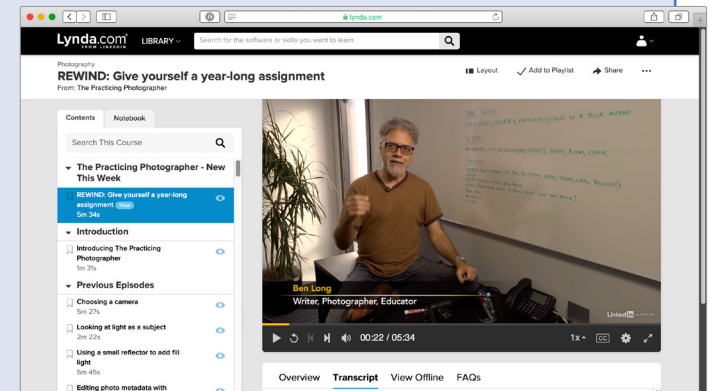 lynda.com
Lynda.com
FROM LINKEDIN
LIBRARY
Search for the software or skills you want to learn
Photography
REWIND: Give yourself a year-long assignment
From: The Practicing Photographer
Layout
Add to Playlist
Share
Contents
Notebook
Search This Course
The Practicing Photographer - New
This Week
REWIND: Give yourself a year-long
assignment New
5m 34s
Introduction
Introducing The Practicing
Photographer
1m 31s
Previous Episodes
Choosing a camera
5m 27s
Looking at light as a subject
2m 22s
Using a small reflector to add fill
light
5m 45s
Editing photo metadata with
Ben Long
Writer, Photographer, Educator
LinkedIn LEARNING
00:22 / 05:34
1x
CC
Overview
Transcript
View Offline
FAQs